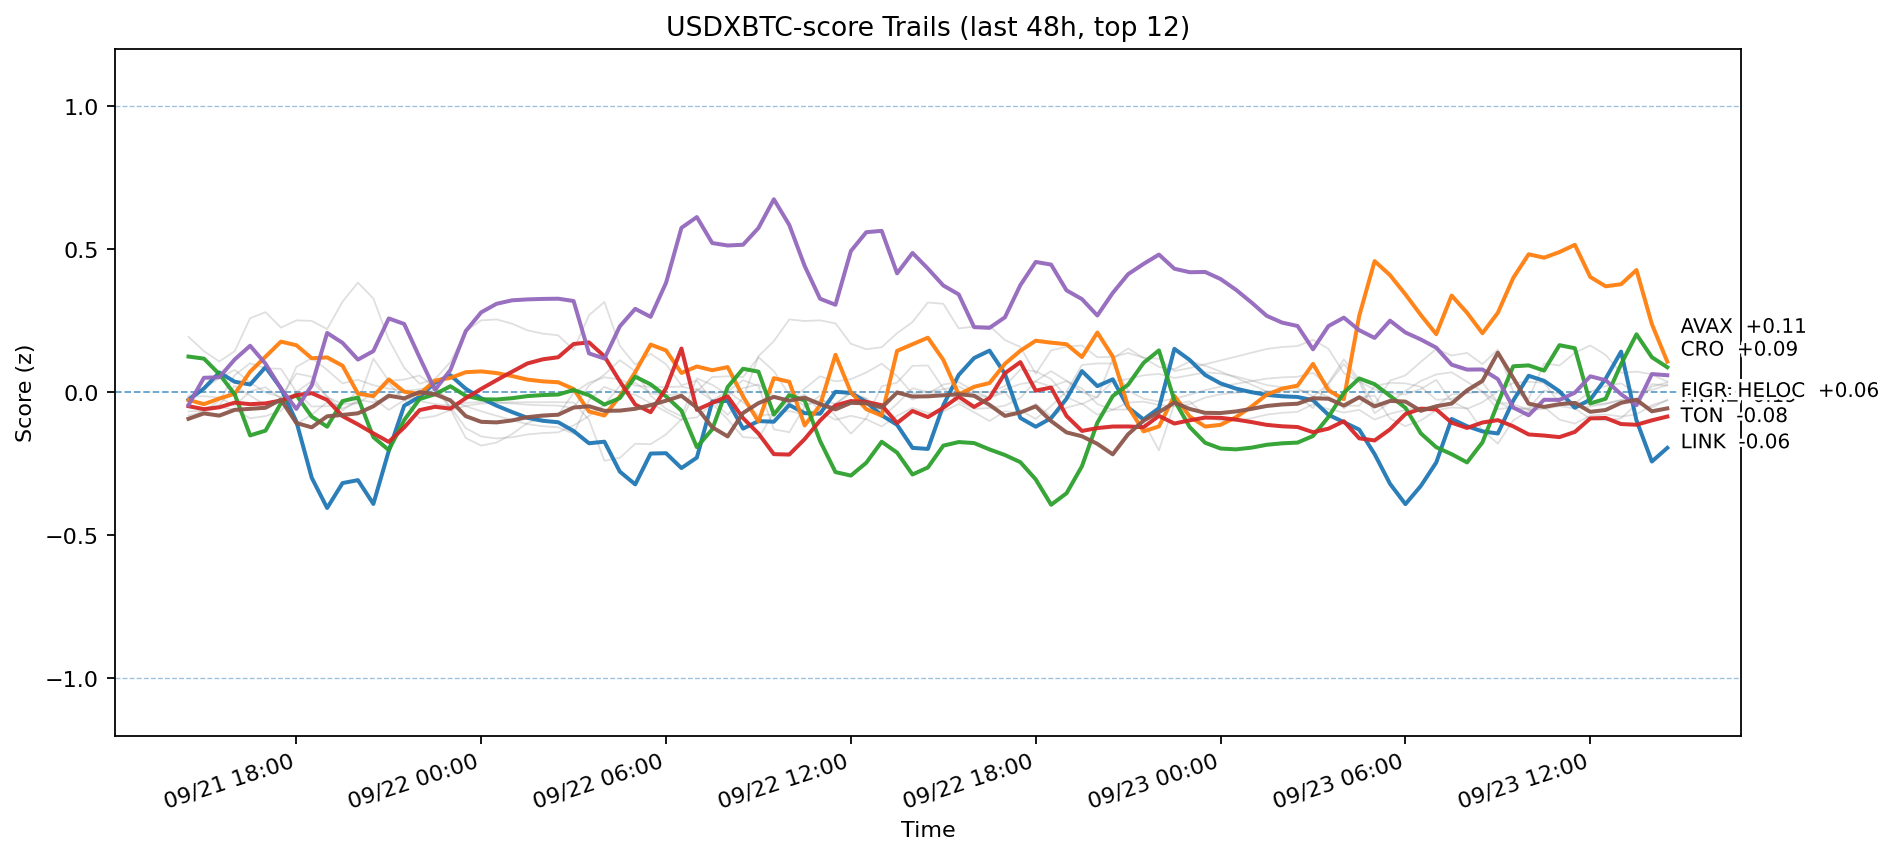 USDXBTC-score Trails (last 48h, top 12)
Score (z)
1.0
0.5
0.0
−0.5
−1.0
AVAX +0.11
CRO +0.09
FIGR_HELOC +0.06
TON -0.08
LINK -0.06
09/21 18:00
09/22 00:00
09/22 06:00
09/22 12:00
09/22 18:00
09/23 00:00
09/23 06:00
09/23 12:00
Time